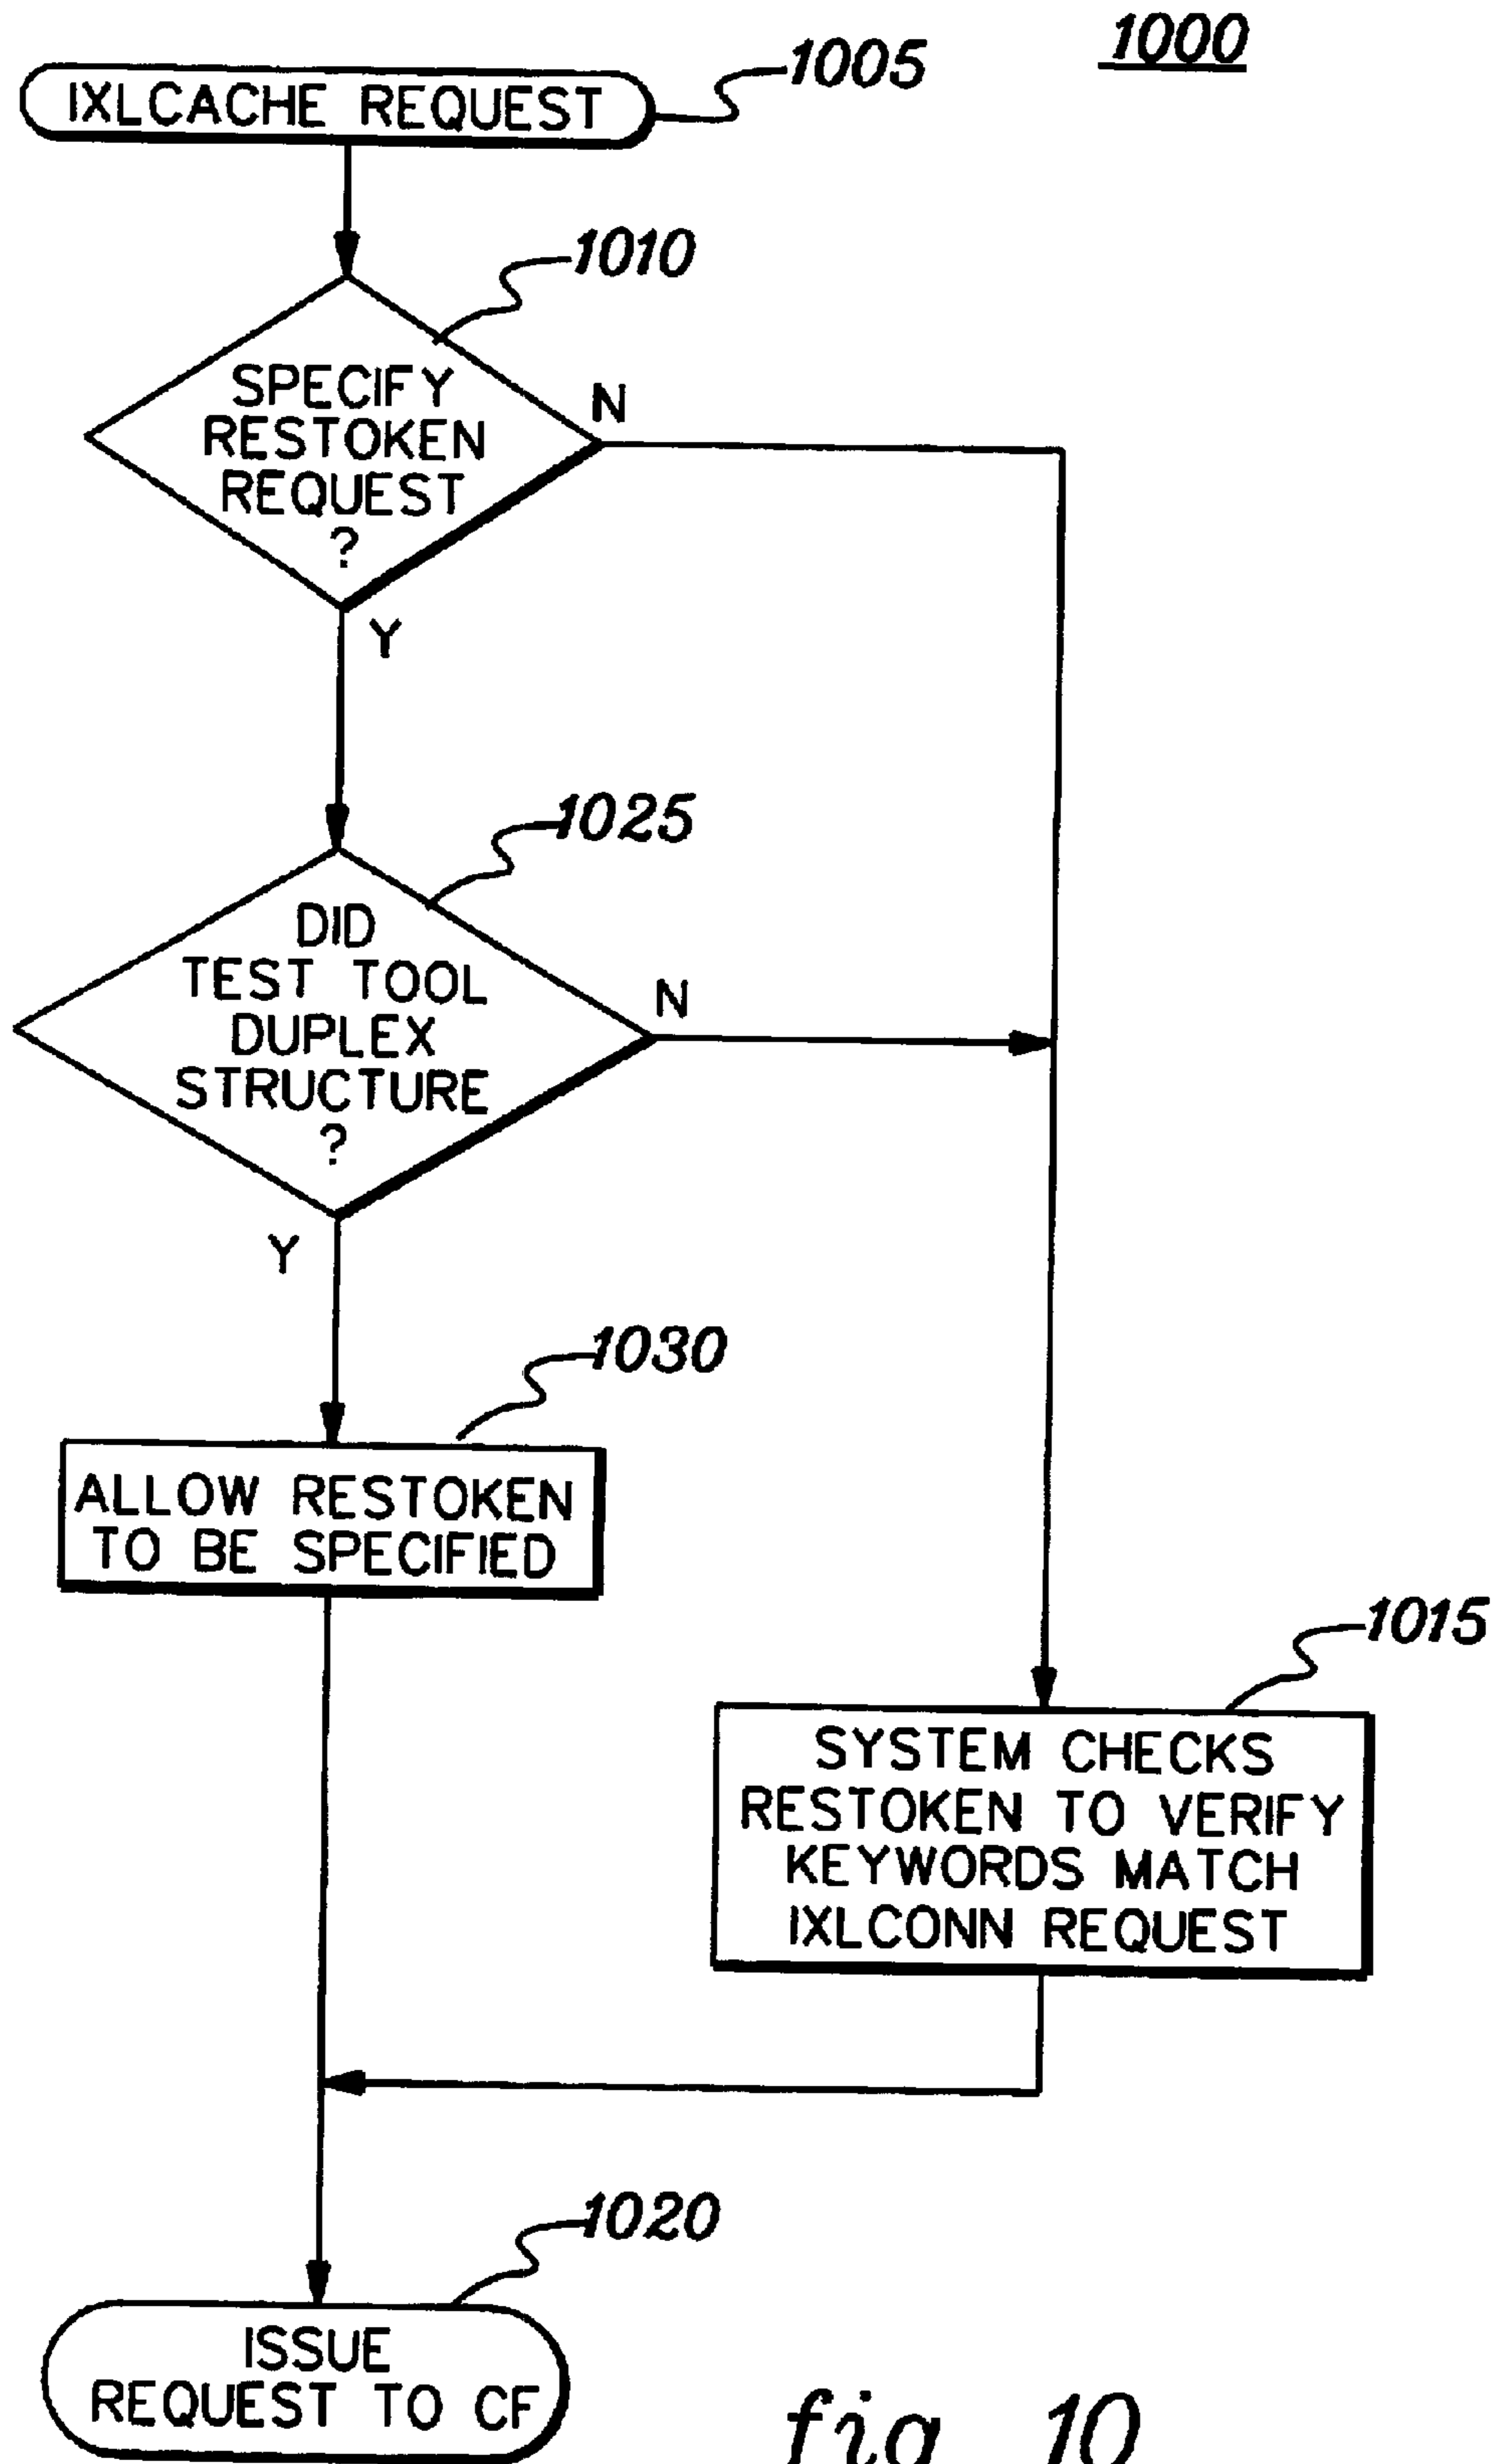 1000
IXLCACHE REQUEST
1005
1010
SPECIFY
RESTOKEN
REQUEST
?
N
Y
1025
DID
TEST TOOL
DUPLEX
STRUCTURE
?
N
Y
1030
ALLOW RESTOKEN
TO BE SPECIFIED
1015
SYSTEM CHECKS
RESTOKEN TO VERIFY
KEYWORDS MATCH
IXLCONN REQUEST
1020
ISSUE
REQUEST TO CF
fig 10